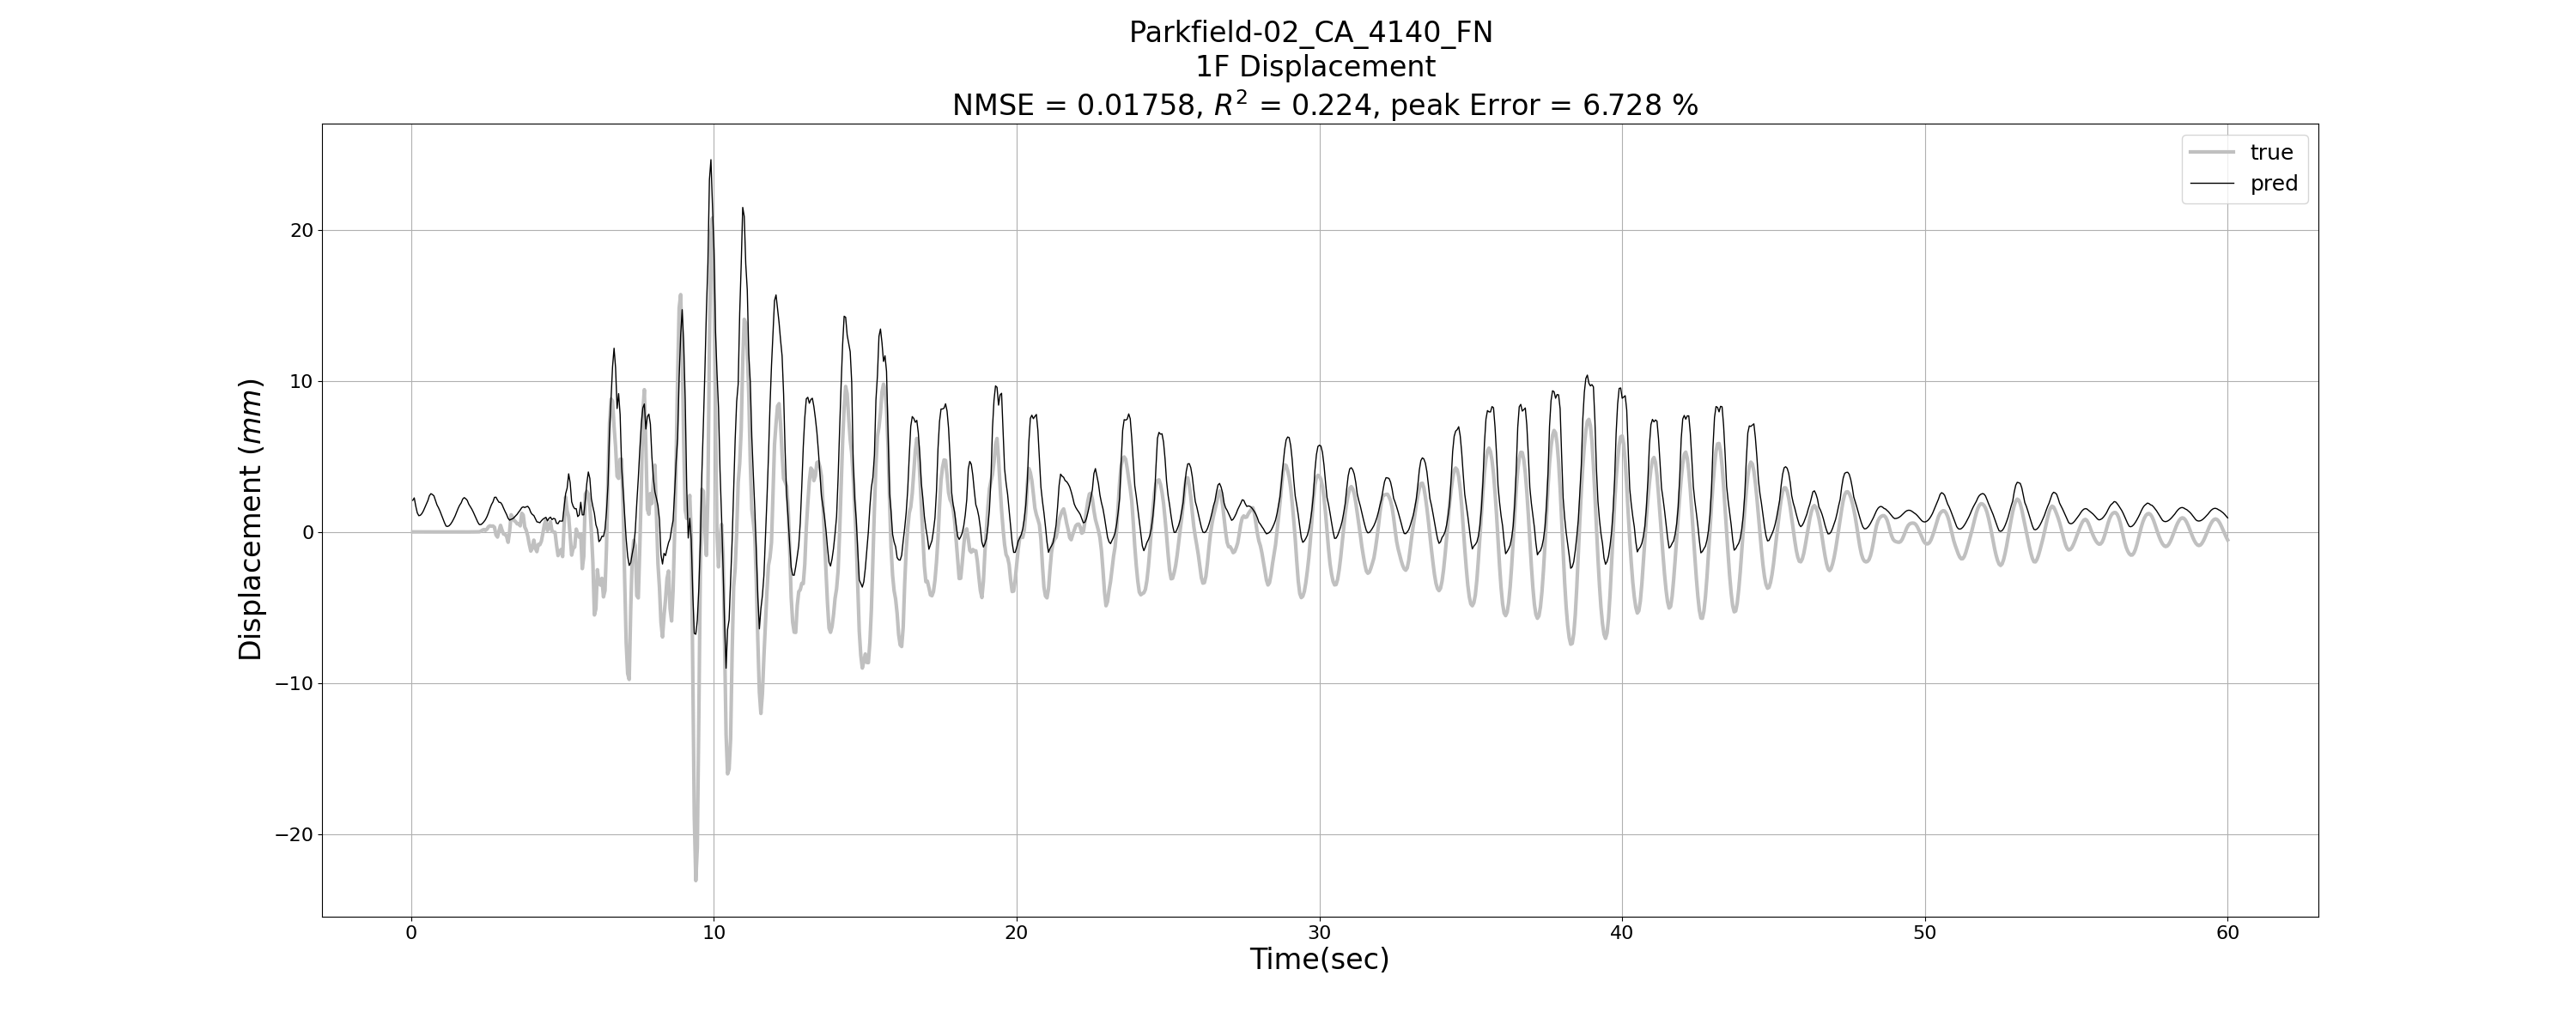 Parkfield-02_CA_4140_FN
1F Displacement
NMSE = 0.01758, R² = 0.224, peak Error = 6.728 %
true
pred
Displacement (mm)
20
10
0
−10
−20
0 10 20 30 40 50 60
Time(sec)